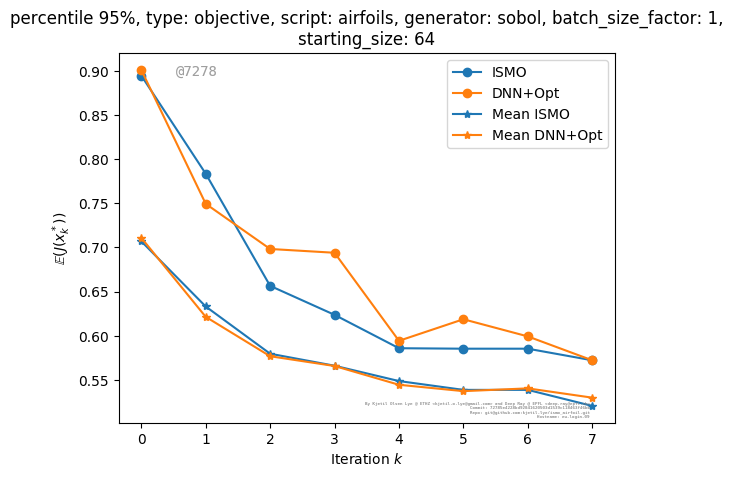 percentile 95%, type: objective, script: airfoils, generator: sobol, batch_size_factor: 1,
starting_size: 64
@7278
ISMO
DNN+Opt
Mean ISMO
Mean DNN+Opt
0.90
0.85
0.80
0.75
0.70
0.65
0.60
0.55
𝔼(J(x*ₖ))
0 1 2 3 4 5 6 7
Iteration k